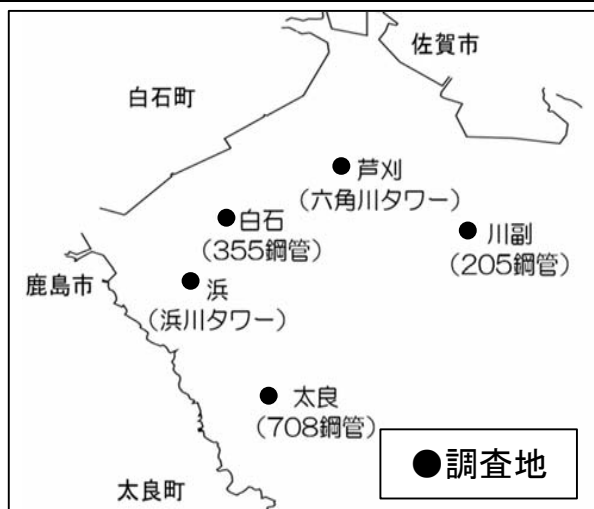 佐賀市
白石町
芦刈
(六角川タワー)
白石
(355鋼管)
川副
(205鋼管)
鹿島市
浜
(浜川タワー)
太良
(708鋼管)
●調査地
太良町